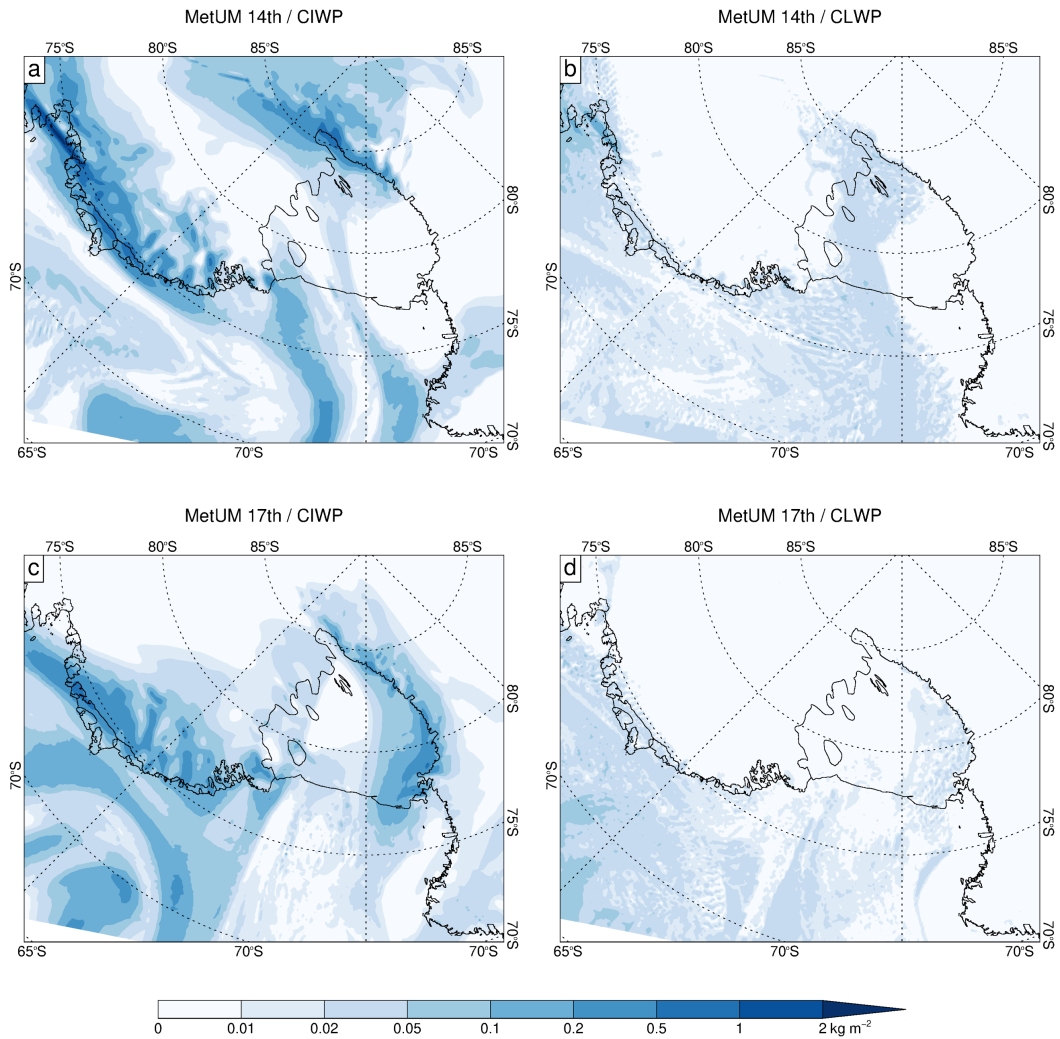 MetUM 14th / CIWP
MetUM 14th / CLWP
75°S 80°S 85°S 85°S
75°S 80°S 85°S 85°S
a
b
80°S
80°S
70°S
70°S
75°S
75°S
70°S
70°S
65°S 70°S 70°S
65°S 70°S 70°S
MetUM 17th / CIWP
MetUM 17th / CLWP
75°S 80°S 85°S 85°S
75°S 80°S 85°S 85°S
c
d
80°S
80°S
70°S
70°S
75°S
75°S
70°S
70°S
65°S 70°S 70°S
65°S 70°S 70°S
0 0.01 0.02 0.05 0.1 0.2 0.5 1 2 kg m⁻²